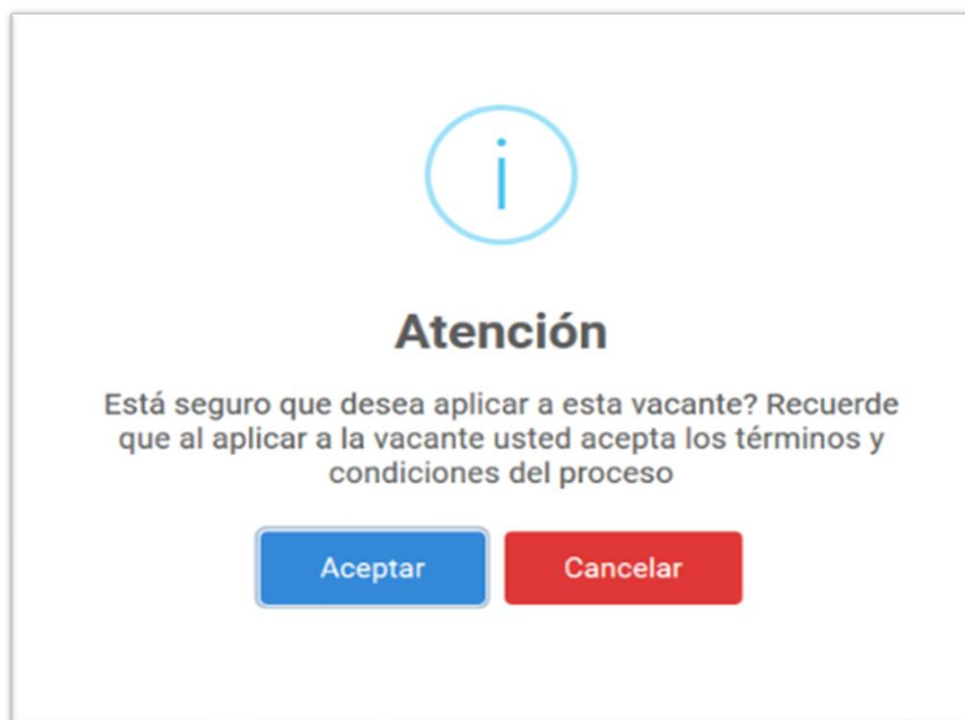 i
Atención
Está seguro que desea aplicar a esta vacante? Recuerde
que al aplicar a la vacante usted acepta los términos y
condiciones del proceso
Aceptar Cancelar